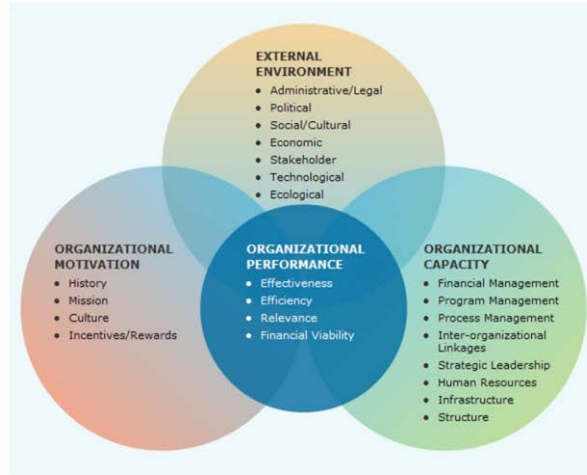 EXTERNAL
ENVIRONMENT
• Administrative/Legal
• Political
• Social/Cultural
• Economic
• Stakeholder
• Technological
• Ecological
ORGANIZATIONAL
MOTIVATION
• History
• Mission
• Culture
• Incentives/Rewards
ORGANIZATIONAL
PERFORMANCE
• Effectiveness
• Efficiency
• Relevance
• Financial Viability
ORGANIZATIONAL
CAPACITY
• Financial Management
• Program Management
• Process Management
• Inter-organizational
Linkages
• Strategic Leadership
• Human Resources
• Infrastructure
• Structure